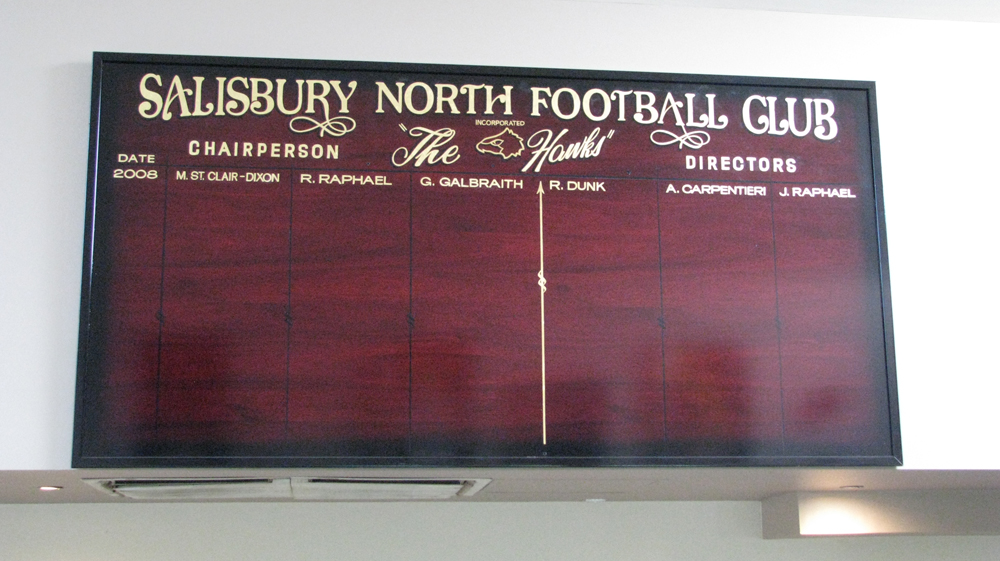 SALISBURY NORTH FOOTBALL CLUB
INCORPORATED
"The Hawks"
CHAIRPERSON DIRECTORS
DATE
2008 M. ST. CLAIR-DIXON R. RAPHAEL G. GALBRAITH R. DUNK A. CARPENTIERI J. RAPHAEL